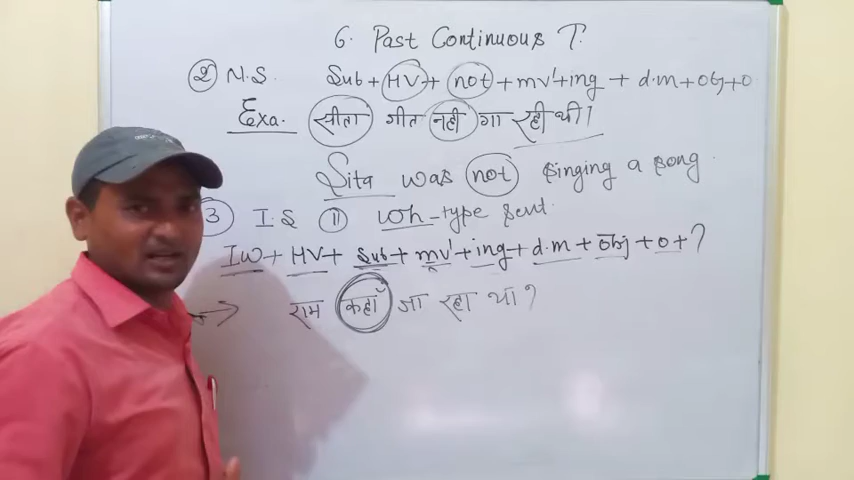 6. Past Continuous T.
② N.S. Sub + HV + not + mv¹ + ing + d.m + obj + o
Exa. सीता गीत नही गा रही थी।
Sita was not singing a song.
③ I.S ① Wh-type sent.
IW + HV + Sub + mv¹ + ing + d.m + obj + o + ?
→ राम कहाँ जा रहा था?